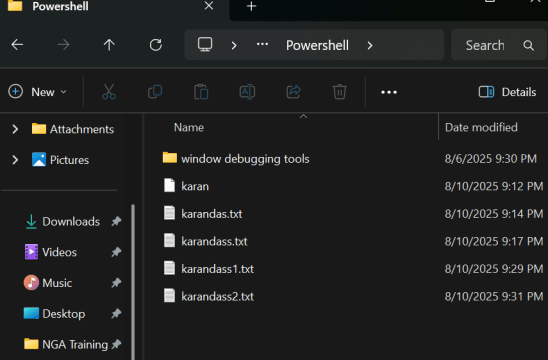 Powershell
Powershell
Search
New
Details
Name
Date modified
Attachments
Pictures
Downloads
Videos
Music
Desktop
NGA Training
window debugging tools 8/6/2025 9:30 PM
karan 8/10/2025 9:12 PM
karandas.txt 8/10/2025 9:14 PM
karandass.txt 8/10/2025 9:17 PM
karandass1.txt 8/10/2025 9:29 PM
karandass2.txt 8/10/2025 9:31 PM